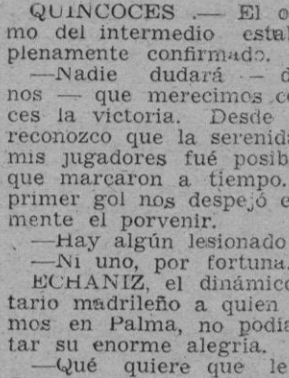 QUINCOCES .— El o
mo del intermedio estab
plenamente confirmado.
—Nadie dudará — d
nos — que merecimos co
ces la victoria. Desde
reconozco que la serenida
mis jugadores fué posib
que marcaron a tiempo.
primer gol nos despejó c
mente el porvenir.
—Hay algún lesionado
—Ni uno, por fortuna.
ECHANIZ, el dinámico
tario madrileño a quien
mos en Palma, no podía
tar su enorme alegría.
—Qué quiere que le